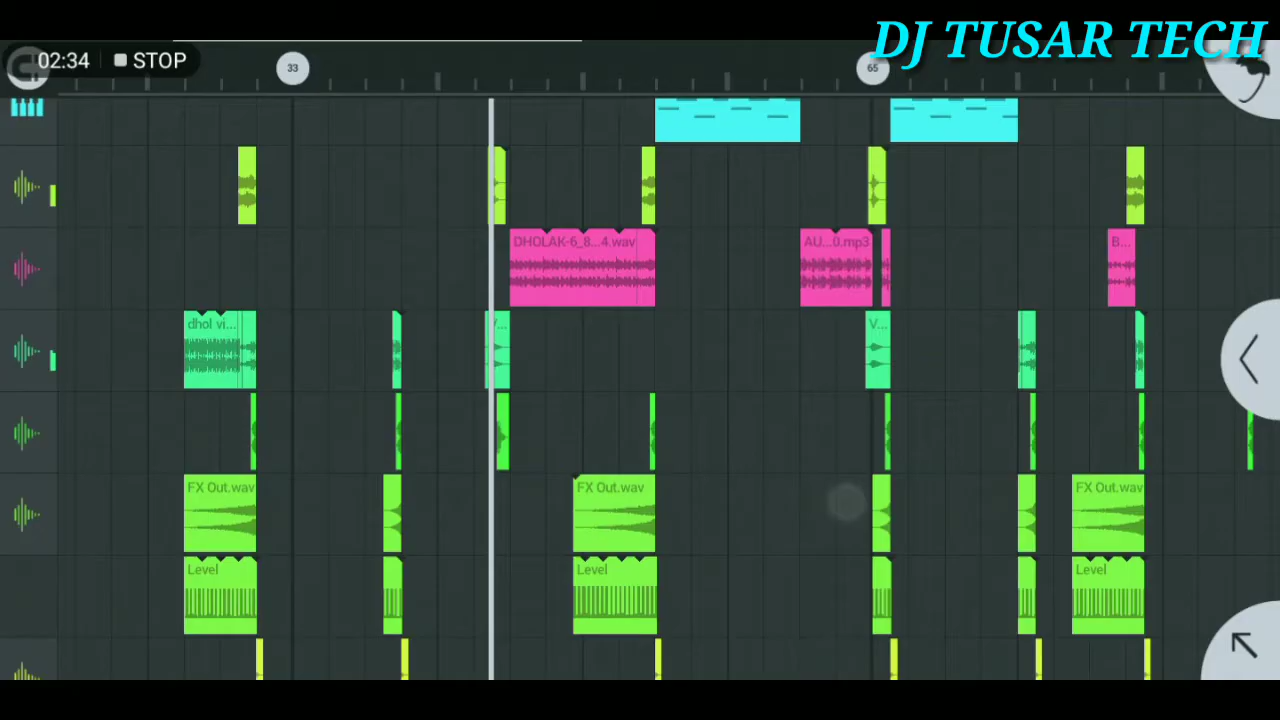 DJ TUSAR TECH
02:34 STOP
33
65
DHOLAK-6_8...4.wav
AU...0.mp3
B...
dhol vi...
V...
V...
FX Out.wav
FX Out.wav
FX Out.wav
Level
Level
Level